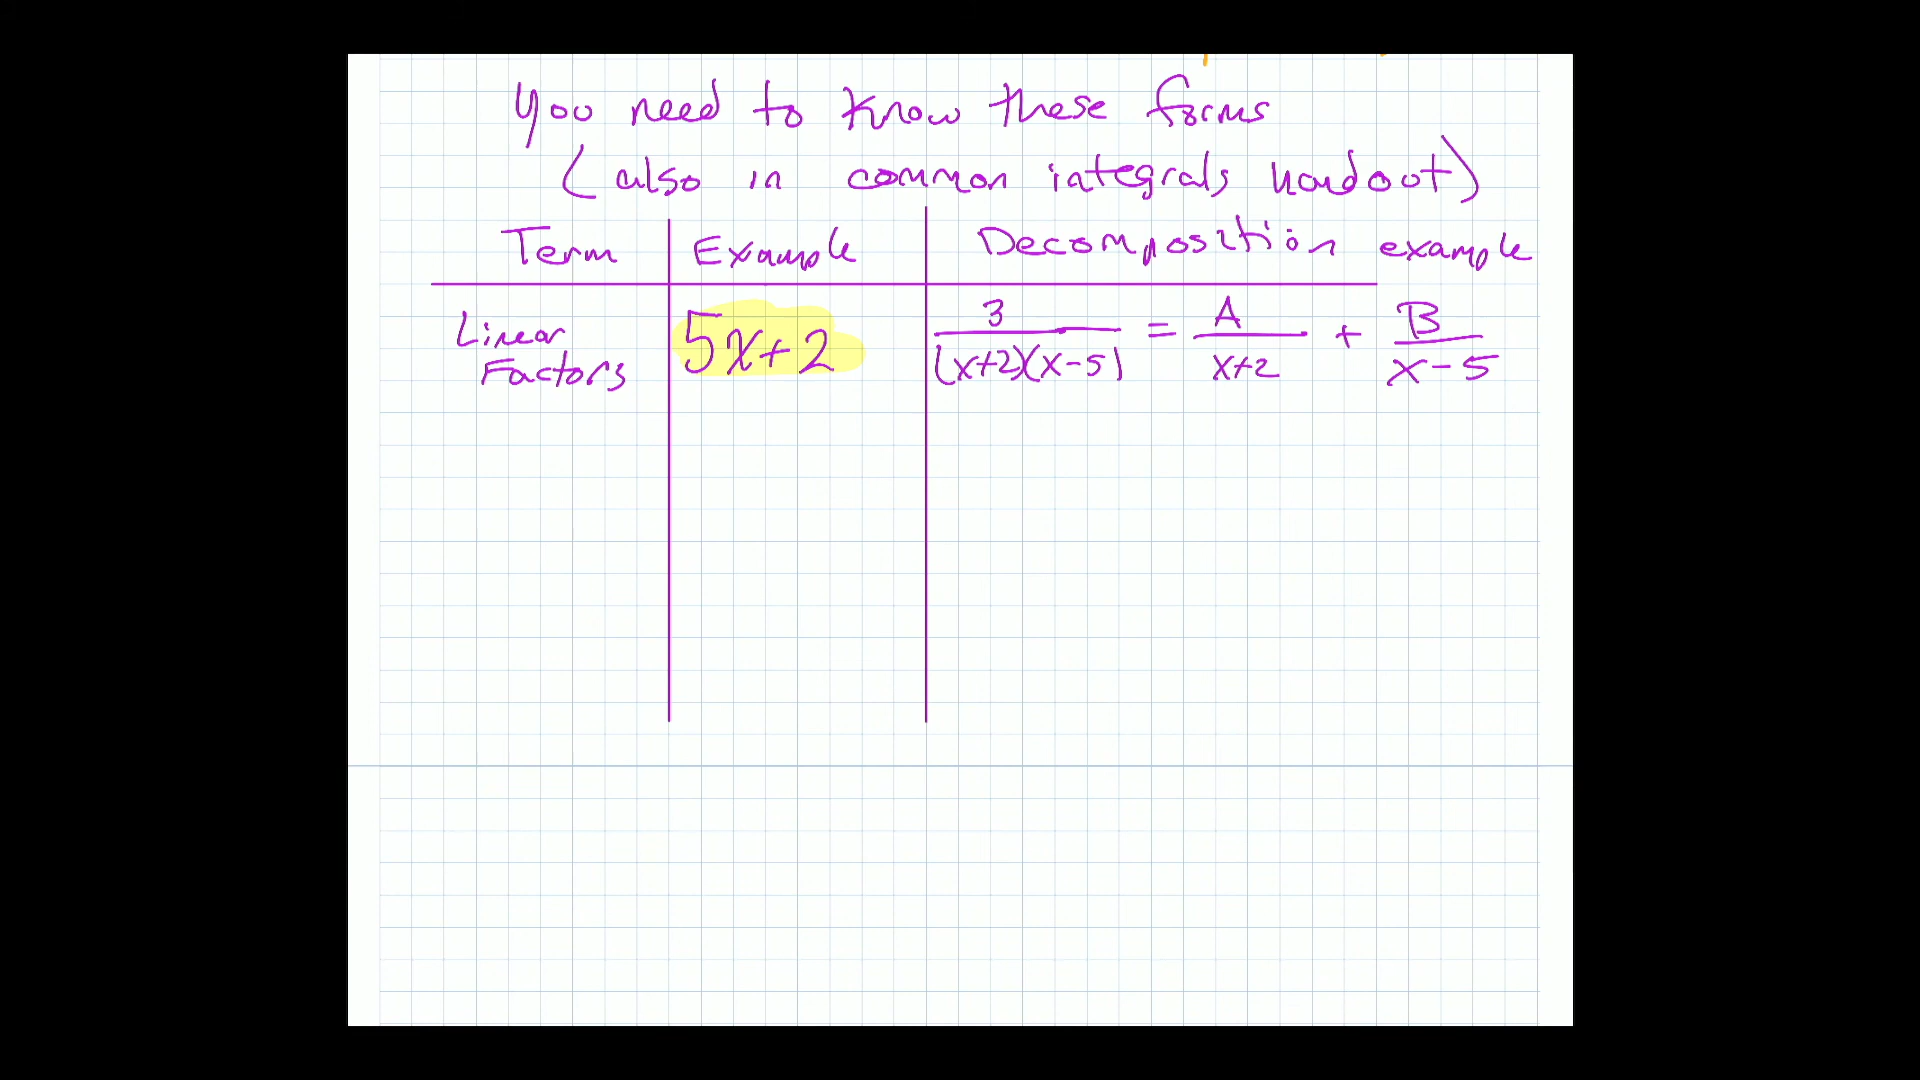 You need to know these forms
(also in common integrals handout)
Term Example Decomposition example
Linear Factors 5x+2 3/((x+2)(x-5)) = A/(x+2) + B/(x-5)